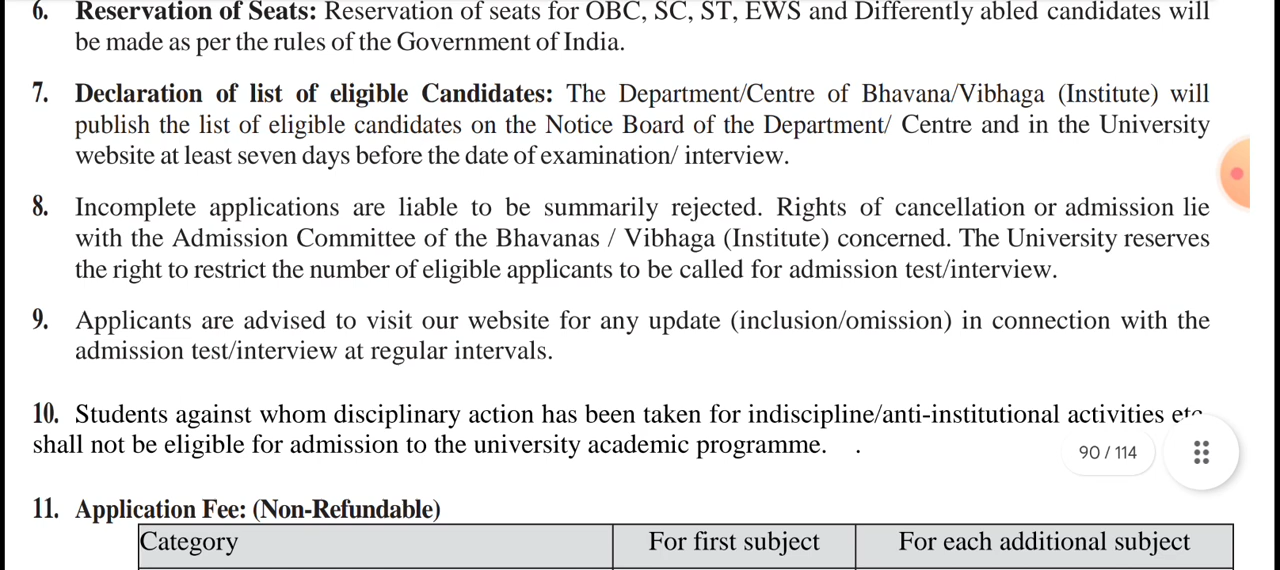 6. Reservation of Seats: Reservation of seats for OBC, SC, ST, EWS and Differently abled candidates will
be made as per the rules of the Government of India.
7. Declaration of list of eligible Candidates: The Department/Centre of Bhavana/Vibhaga (Institute) will
publish the list of eligible candidates on the Notice Board of the Department/ Centre and in the University
website at least seven days before the date of examination/ interview.
8. Incomplete applications are liable to be summarily rejected. Rights of cancellation or admission lie
with the Admission Committee of the Bhavanas / Vibhaga (Institute) concerned. The University reserves
the right to restrict the number of eligible applicants to be called for admission test/interview.
9. Applicants are advised to visit our website for any update (inclusion/omission) in connection with the
admission test/interview at regular intervals.
10. Students against whom disciplinary action has been taken for indiscipline/anti-institutional activities etc
shall not be eligible for admission to the university academic programme. .
90 / 114
11. Application Fee: (Non-Refundable)
Category For first subject For each additional subject